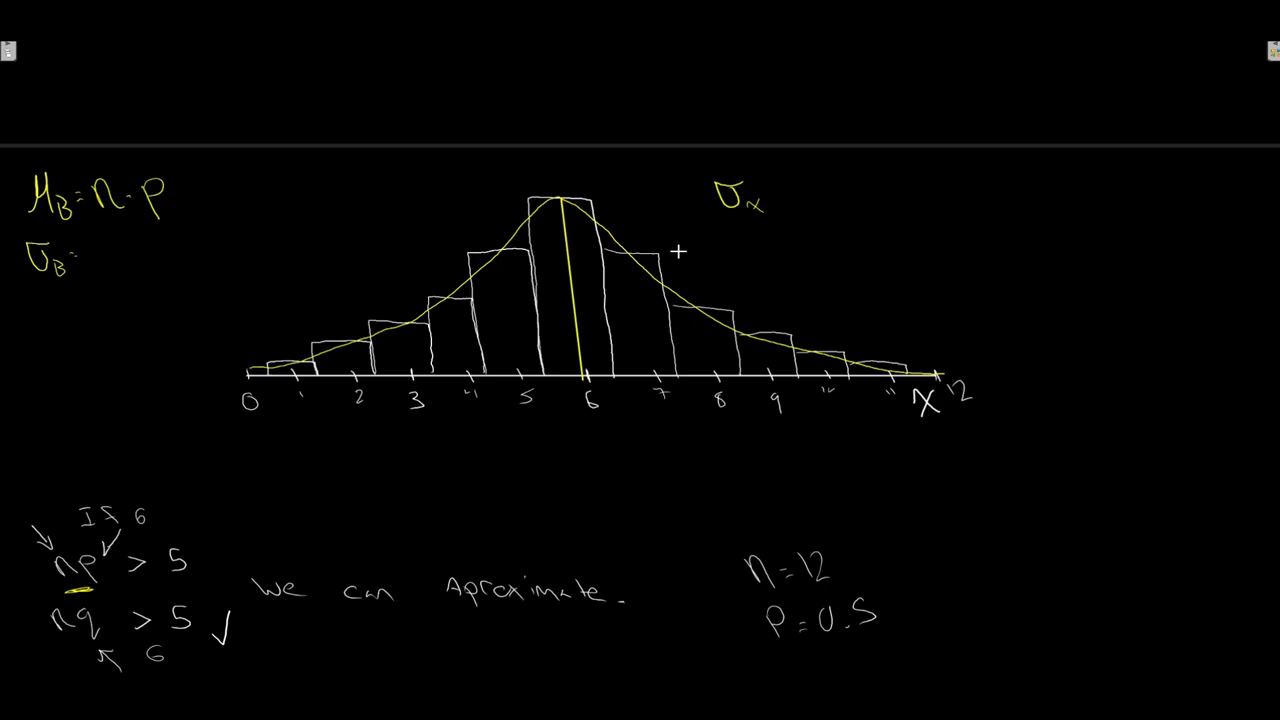 μB = n · p
σB =
σx
0 1 2 3 4 5 6 7 8 9 10 11 X 12
If 6
np > 5
nq > 5 ✓
6
We can Aproximate.
n = 12
P = 0.5